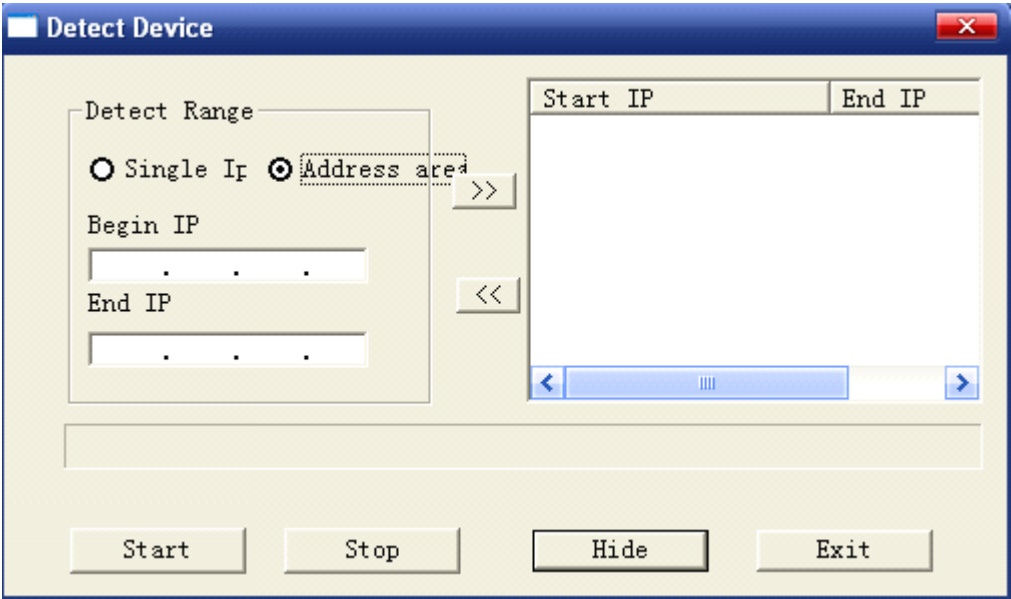 Detect Device
Detect Range
Single Ip
Address area
>>
Start IP
End IP
Begin IP
. . .
<<
End IP
. . .
Start
Stop
Hide
Exit